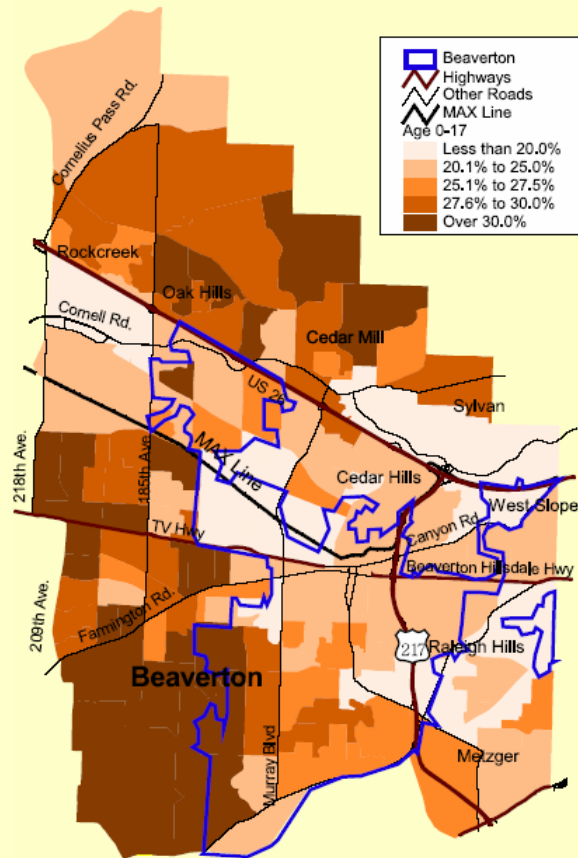 Beaverton
Highways
Other Roads
MAX Line
Age 0-17
Less than 20.0%
20.1% to 25.0%
25.1% to 27.5%
27.6% to 30.0%
Over 30.0%
Cornelius Pass Rd.
Rockcreek
Oak Hills
Cornell Rd.
Cedar Mill
US 26
Sylvan
218th Ave.
185th Ave.
MAX Line
Cedar Hills
West Slope
TV Hwy
Canyon Rd.
Beaverton Hillsdale Hwy
209th Ave.
Farmington Rd.
217
Raleigh Hills
Beaverton
Murray Blvd
Metzger